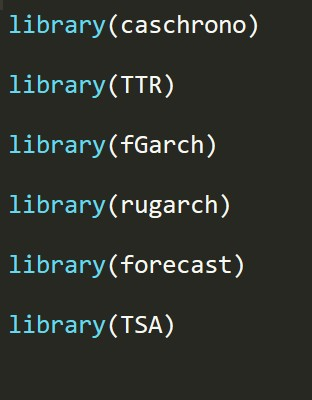 library(caschrono)
library(TTR)
library(fGarch)
library(rugarch)
library(forecast)
library(TSA)